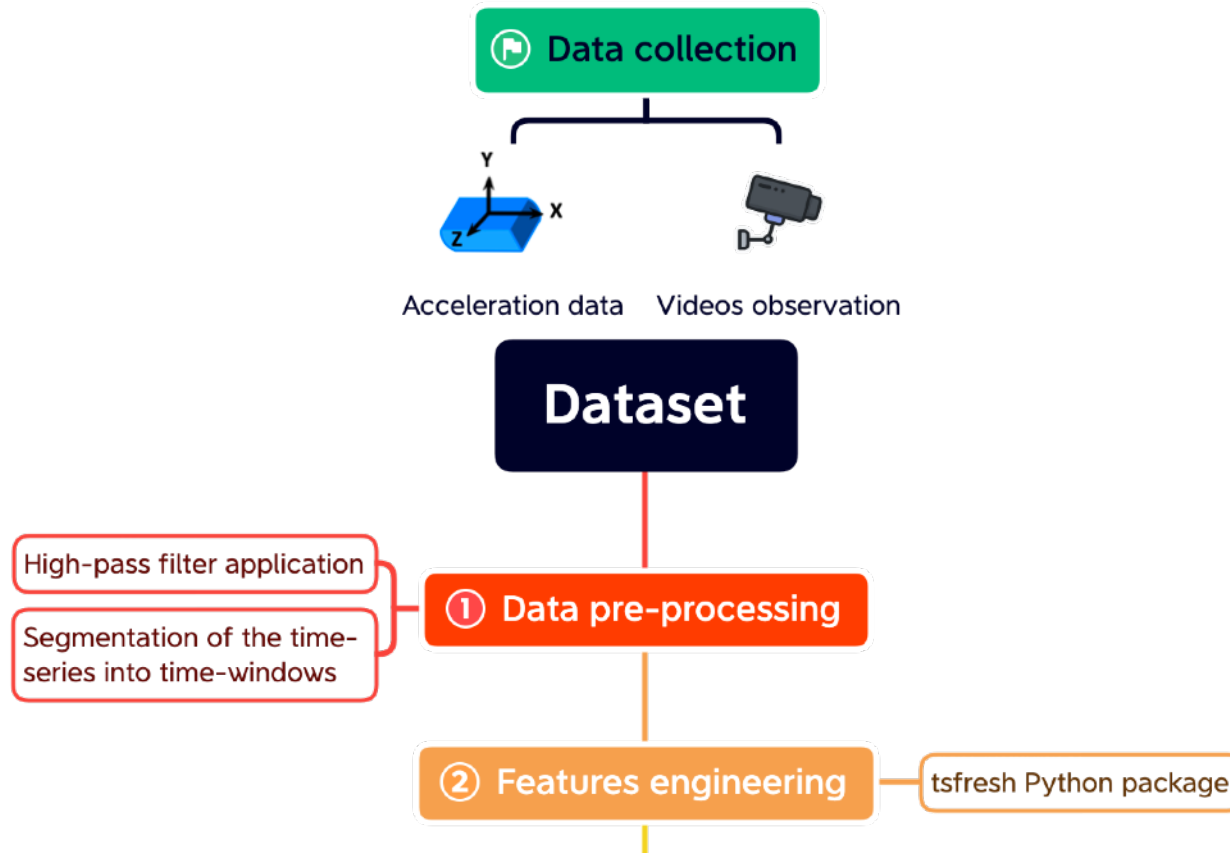 Data collection
Y
X
Z
Acceleration data
Videos observation
Dataset
High-pass filter application
Segmentation of the time-
series into time-windows
1 Data pre-processing
2 Features engineering
tsfresh Python package